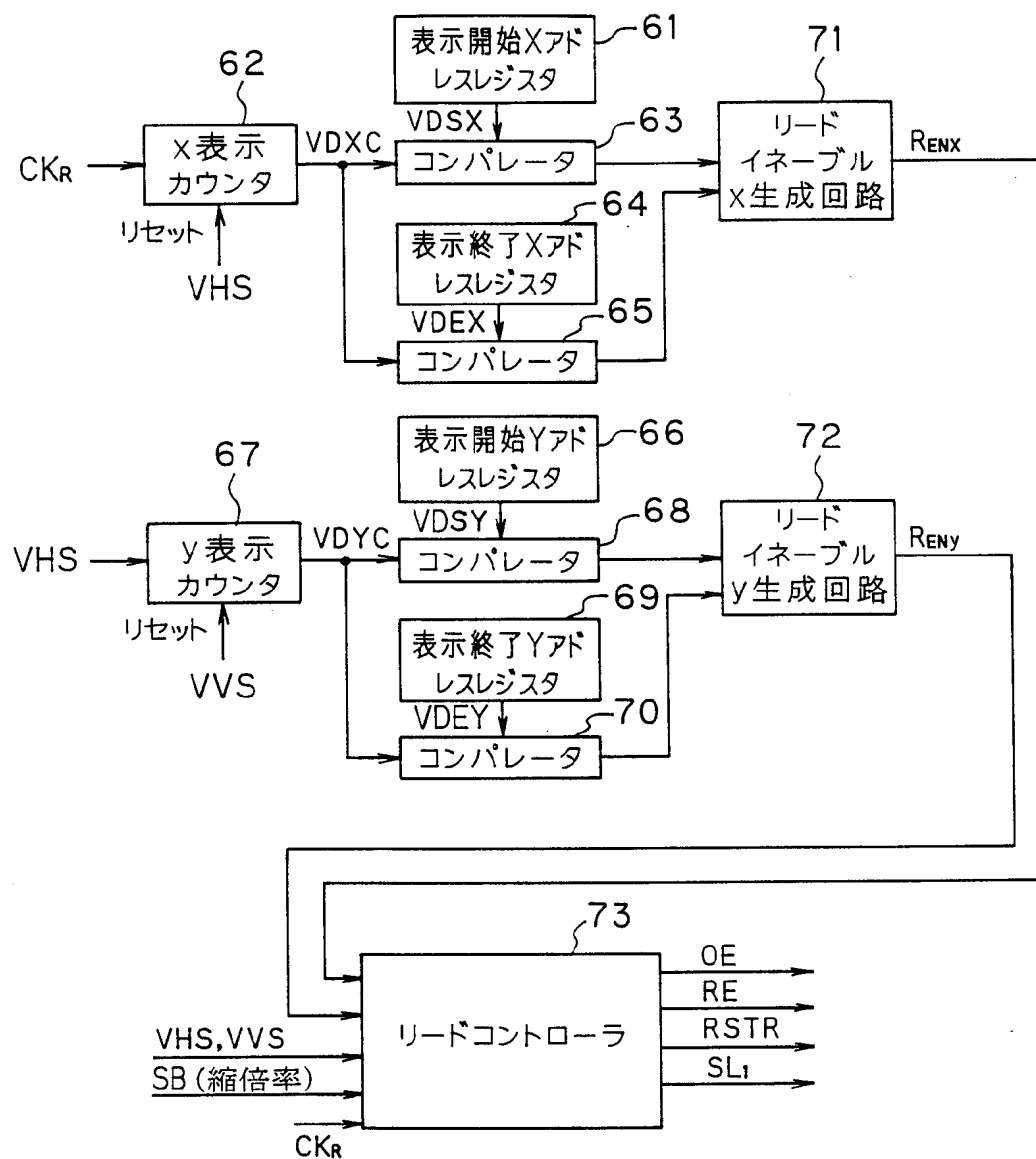 表示開始Xアド
レスレジスタ
61
62
VDSX
63
71
CKR
x表示
カウンタ
VDXC
コンパレータ
リード
イネーブル
x生成回路
RENX
リセット
VHS
64
表示終了Xアド
レスレジスタ
VDEX
65
コンパレータ
表示開始Yアド
レスレジスタ
66
67
VDSY
68
72
VHS
y表示
カウンタ
VDYC
コンパレータ
リード
イネーブル
y生成回路
RENy
リセット
VVS
69
表示終了Yアド
レスレジスタ
VDEY
70
コンパレータ
73
リードコントローラ
OE
RE
RSTR
SL1
VHS,VVS
SB(縮倍率)
CKR